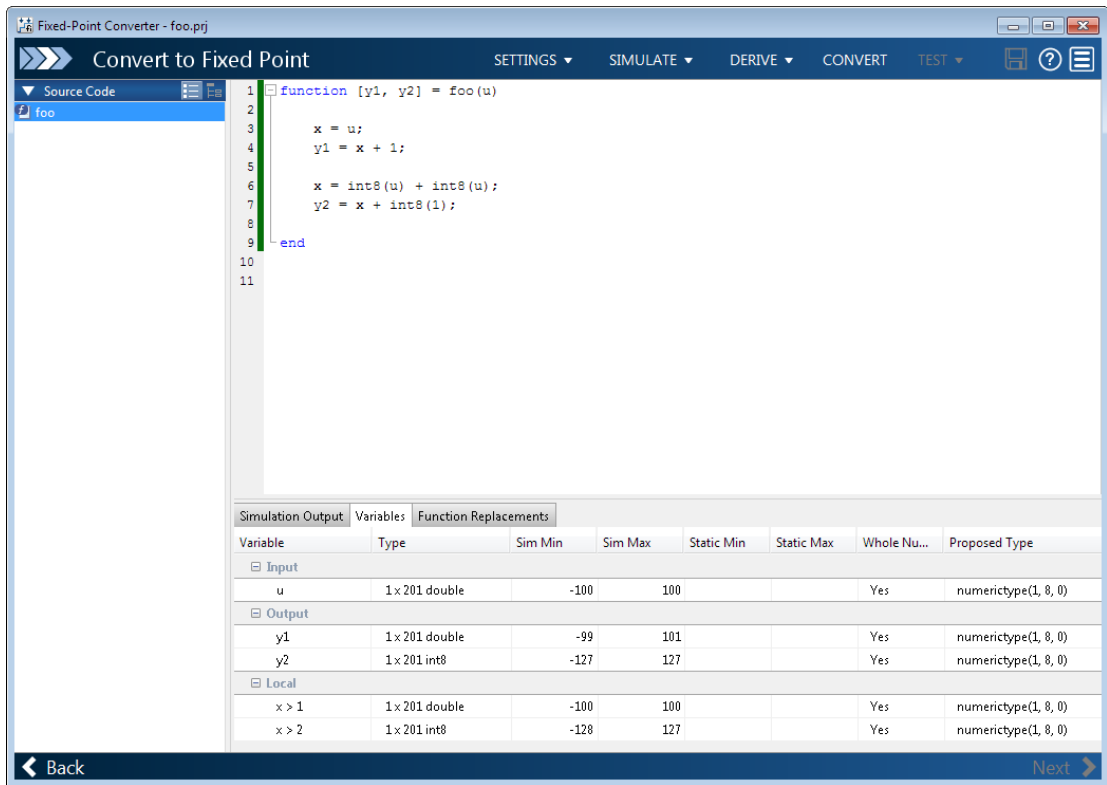 Fixed-Point Converter - foo.prj
Convert to Fixed Point SETTINGS SIMULATE DERIVE CONVERT TEST
Source Code
foo
1 function [y1, y2] = foo(u)
2
3 x = u;
4 y1 = x + 1;
5
6 x = int8(u) + int8(u);
7 y2 = x + int8(1);
8
9 end
10
11
Simulation Output Variables Function Replacements
Variable Type Sim Min Sim Max Static Min Static Max Whole Nu... Proposed Type
Input
u 1 x 201 double -100 100 Yes numerictype(1, 8, 0)
Output
y1 1 x 201 double -99 101 Yes numerictype(1, 8, 0)
y2 1 x 201 int8 -127 127 Yes numerictype(1, 8, 0)
Local
x > 1 1 x 201 double -100 100 Yes numerictype(1, 8, 0)
x > 2 1 x 201 int8 -128 127 Yes numerictype(1, 8, 0)
Back Next